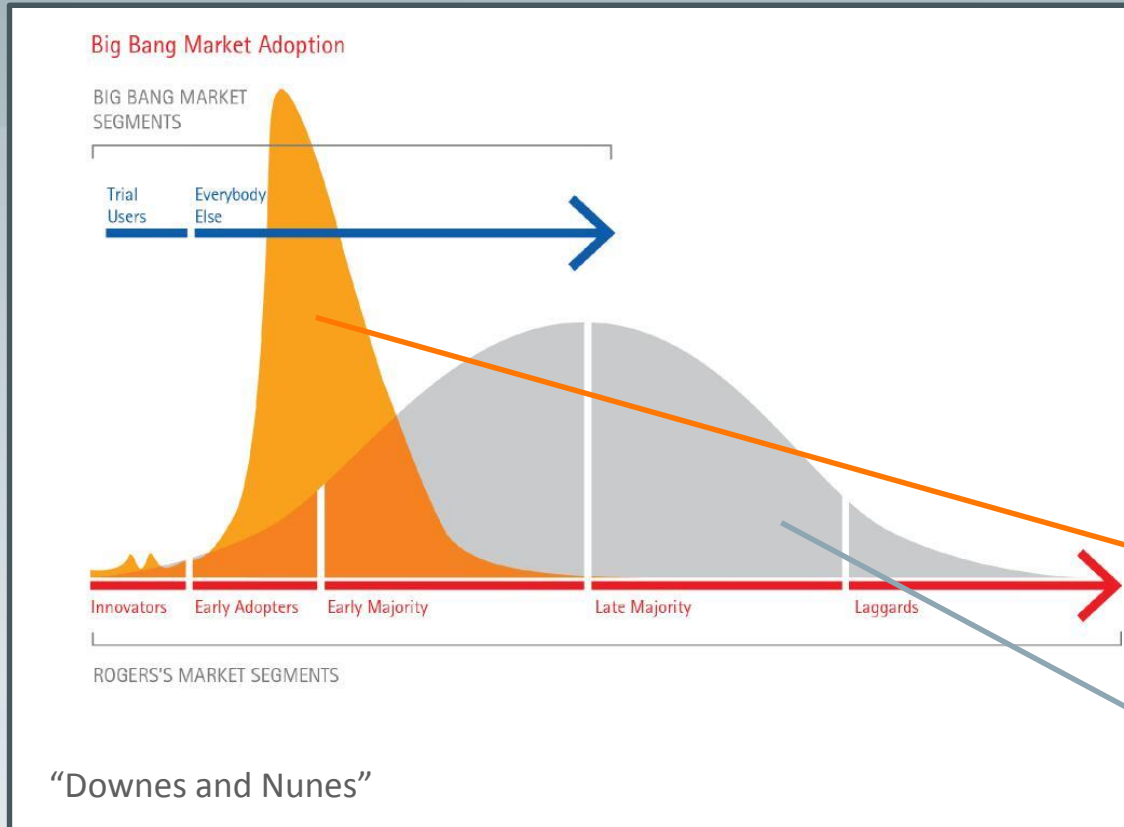 Big Bang Market Adoption
BIG BANG MARKET
SEGMENTS
Trial
Users
Everybody
Else
Innovators
Early Adopters
Early Majority
Late Majority
Laggards
ROGERS'S MARKET SEGMENTS
“Downes and Nunes”